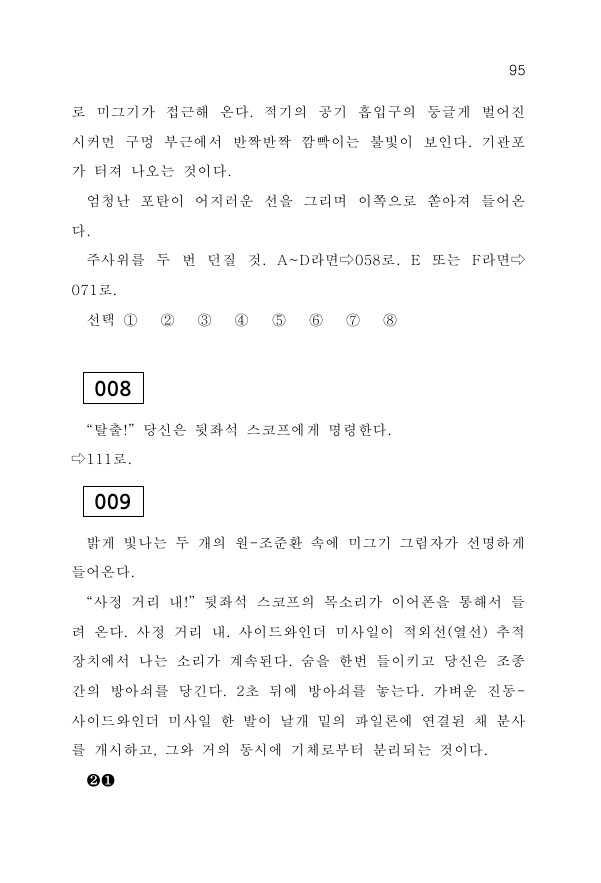 95
로 미그기가 접근해 온다. 적기의 공기 흡입구의 둥글게 벌어진
시커먼 구멍 부근에서 반짝반짝 깜빡이는 불빛이 보인다. 기관포
가 터져 나오는 것이다.
엄청난 포탄이 어지러운 선을 그리며 이쪽으로 쏟아져 들어온
다.
주사위를 두 번 던질 것. A~D라면⇨058로. E 또는 F라면⇨
071로.
선택 ① ② ③ ④ ⑤ ⑥ ⑦ ⑧
008
“탈출!” 당신은 뒷좌석 스코프에게 명령한다.
⇨111로.
009
밝게 빛나는 두 개의 원-조준환 속에 미그기 그림자가 선명하게
들어온다.
“사정 거리 내!” 뒷좌석 스코프의 목소리가 이어폰을 통해서 들
려 온다. 사정 거리 내. 사이드와인더 미사일이 적외선(열선) 추적
장치에서 나는 소리가 계속된다. 숨을 한번 들이키고 당신은 조종
간의 방아쇠를 당긴다. 2초 뒤에 방아쇠를 놓는다. 가벼운 진동-
사이드와인더 미사일 한 발이 날개 밑의 파일론에 연결된 채 분사
를 개시하고, 그와 거의 동시에 기체로부터 분리되는 것이다.
❷❶